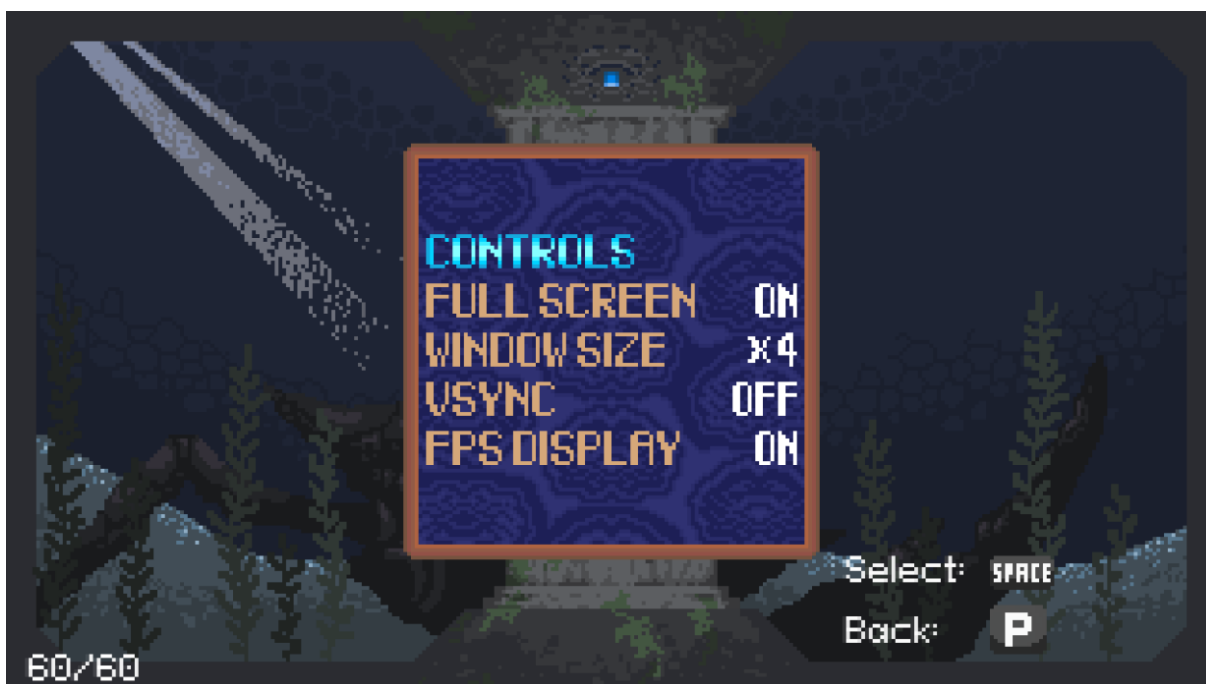 CONTROLS
FULL SCREEN ON
WINDOW SIZE x4
VSYNC OFF
FPS DISPLAY ON
Select: SPACE
Back: P
60/60